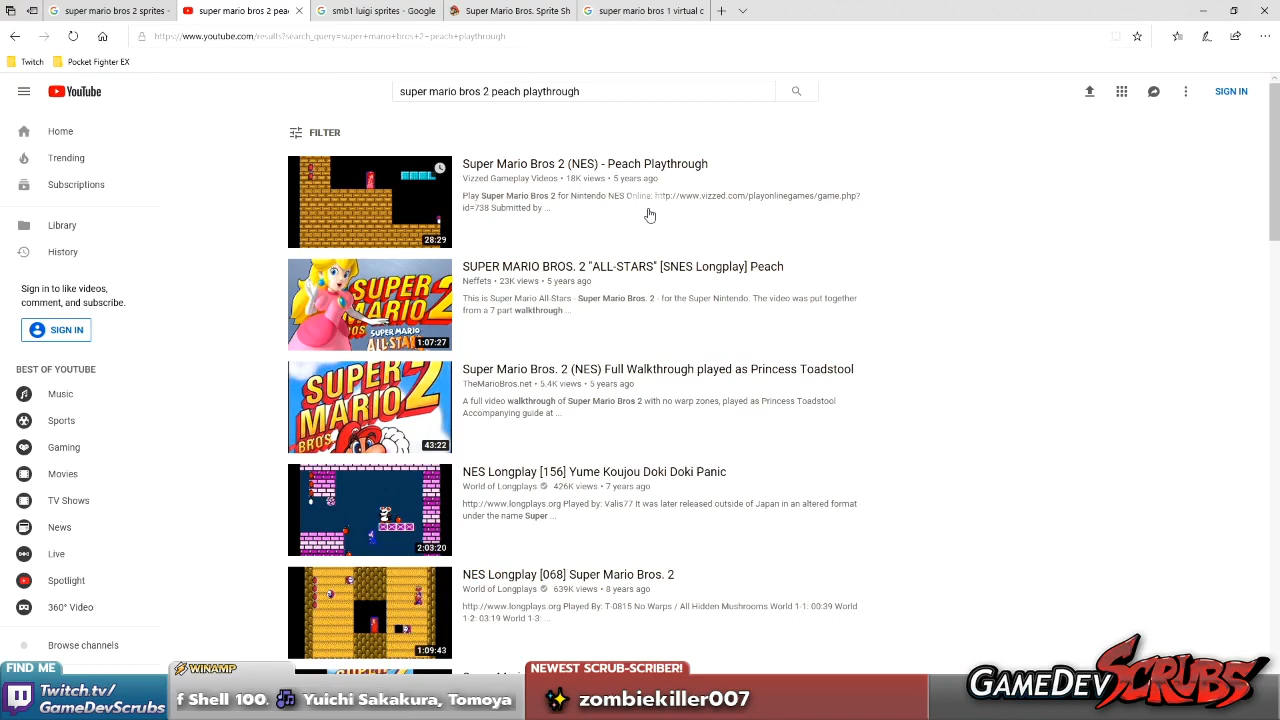 super mario bros 2 sprites -
super mario bros 2 peac
smb1 luigi sprites - Google
Super Mario Bros. Sprite Sh
super mario bros 1 virtual c
https://www.youtube.com/results?search_query=super+mario+bros+2+peach+playthrough
Twitch
Pocket Fighter EX
YouTube
super mario bros 2 peach playthrough
SIGN IN
Home
Trending
Subscriptions
Library
History
Sign in to like videos,
comment, and subscribe.
SIGN IN
BEST OF YOUTUBE
Music
Sports
Gaming
Movies
TV Shows
News
Live
Spotlight
360° Video
Browse channels
FILTER
28:29
Super Mario Bros 2 (NES) - Peach Playthrough
Vizzed Gameplay Videos • 18K views • 5 years ago
Play Super Mario Bros 2 for Nintendo NES Online: http://www.vizzed.com/playonlinegames/game.php?
id=738 Submitted by ...
SUPER
MARIO
BROS 2
SUPER MARIO
ALL-STARS
1:07:27
SUPER MARIO BROS. 2 "ALL-STARS" [SNES Longplay] Peach
Neffets • 23K views • 5 years ago
This is Super Mario All-Stars - Super Mario Bros. 2 - for the Super Nintendo. The video was put together
from a 7 part walkthrough ...
SUPER
MARIO
BROS. 2
43:22
Super Mario Bros. 2 (NES) Full Walkthrough played as Princess Toadstool
TheMarioBros.net • 5.4K views • 5 years ago
A full video walkthrough of Super Mario Bros 2 with no warp zones, played as Princess Toadstool
Accompanying guide at ...
2:03:20
NES Longplay [156] Yume Koujou Doki Doki Panic
World of Longplays 426K views • 7 years ago
http://www.longplays.org Played by: Valis77 It was later released outside of Japan in an altered format
under the name Super ...
1:09:43
NES Longplay [068] Super Mario Bros. 2
World of Longplays 639K views • 8 years ago
http://www.longplays.org Played By: T-0815 No Warps / All Hidden Mushrooms World 1-1: 00:39 World
1-2: 03:19 World 1-3: ...
FIND ME
Twitch.tv/
GameDevScrubs
WINAMP
f Shell 100.
Yuichi Sakakura, Tomoya
NEWEST SCRUB-SCRIBER!
zombiekiller007
GAMEDEV SCRUBS